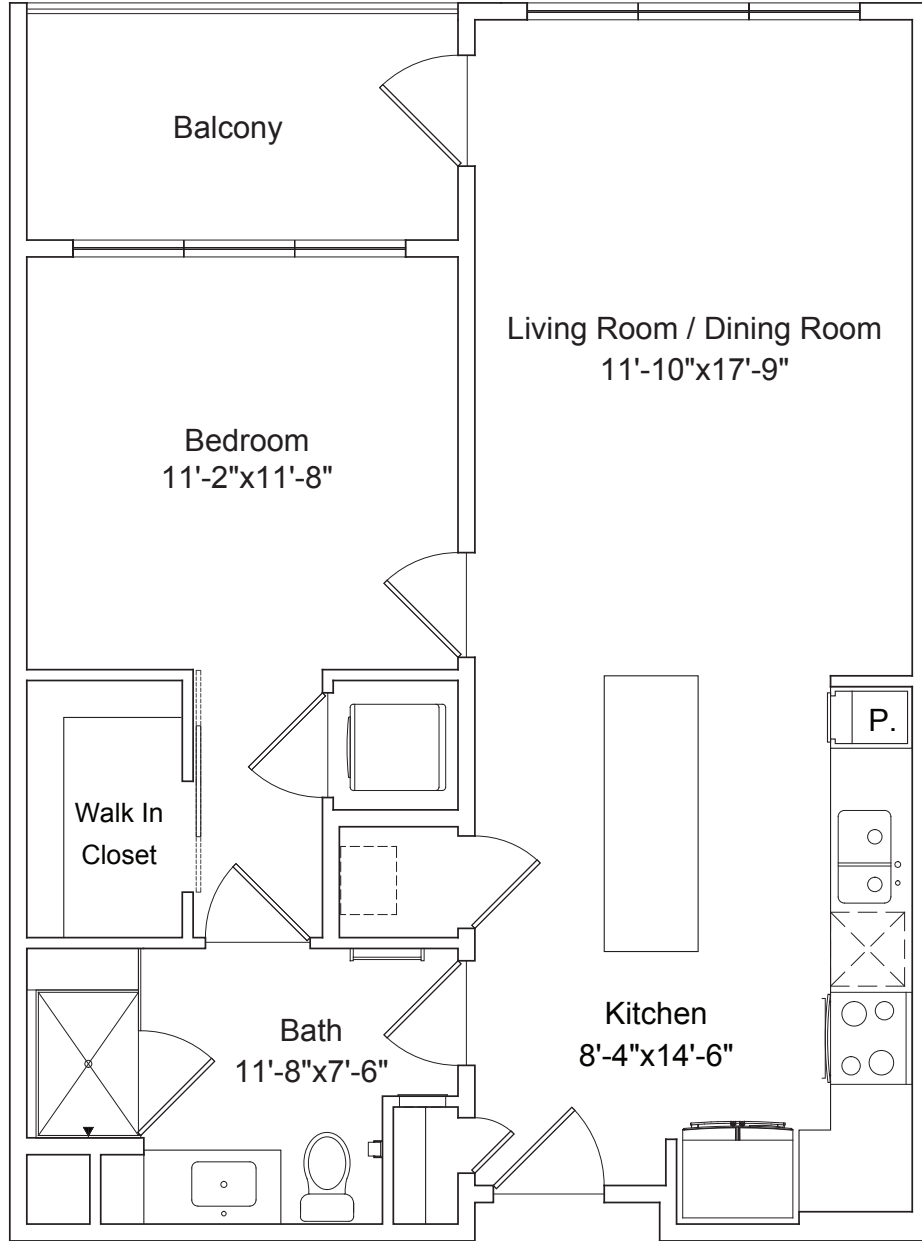 Balcony
Living Room / Dining Room
11'-10"x17'-9"
Bedroom
11'-2"x11'-8"
P.
Walk In
Closet
Kitchen
8'-4"x14'-6"
Bath
11'-8"x7'-6"